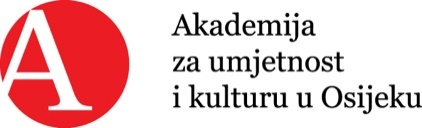 A
Akademija
za umjetnost
i kulturu u Osijeku